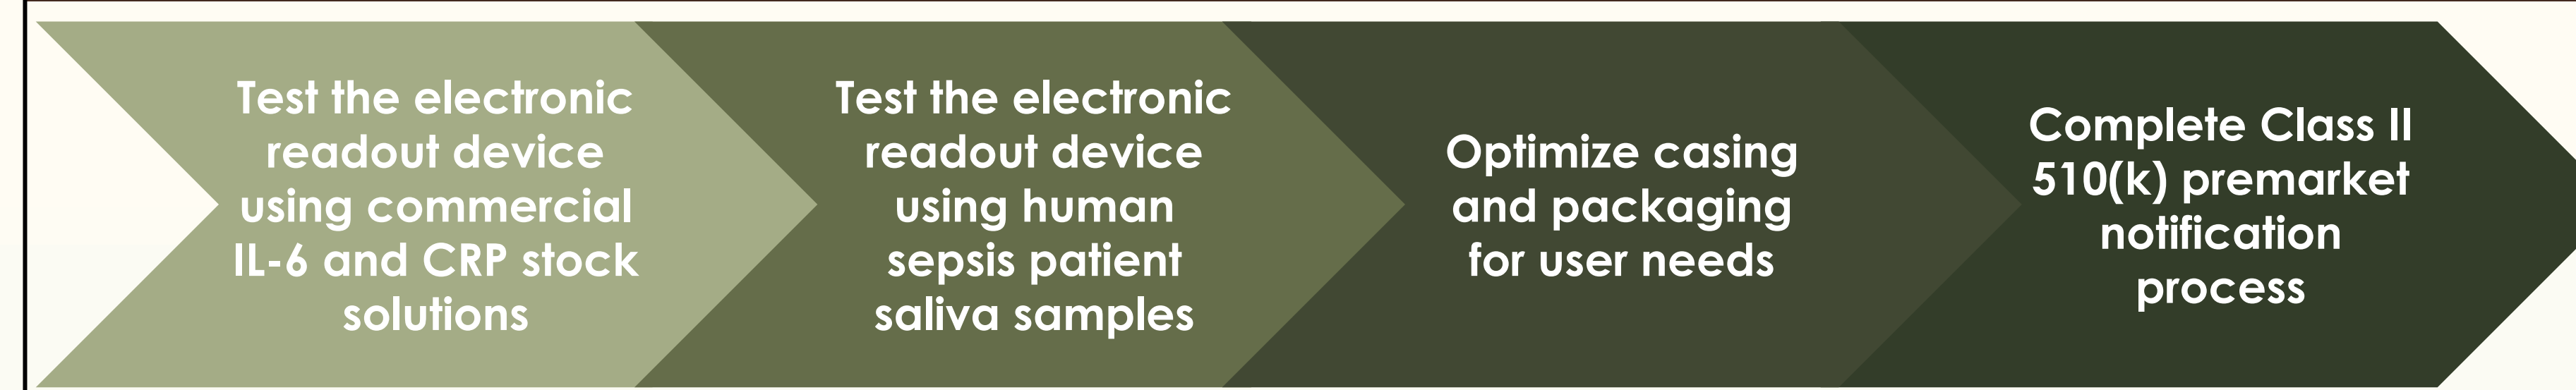 Test the electronic
readout device
using commercial
IL-6 and CRP stock
solutions
Test the electronic
readout device
using human
sepsis patient
saliva samples
Optimize casing
and packaging
for user needs
Complete Class II
510(k) premarket
notification
process